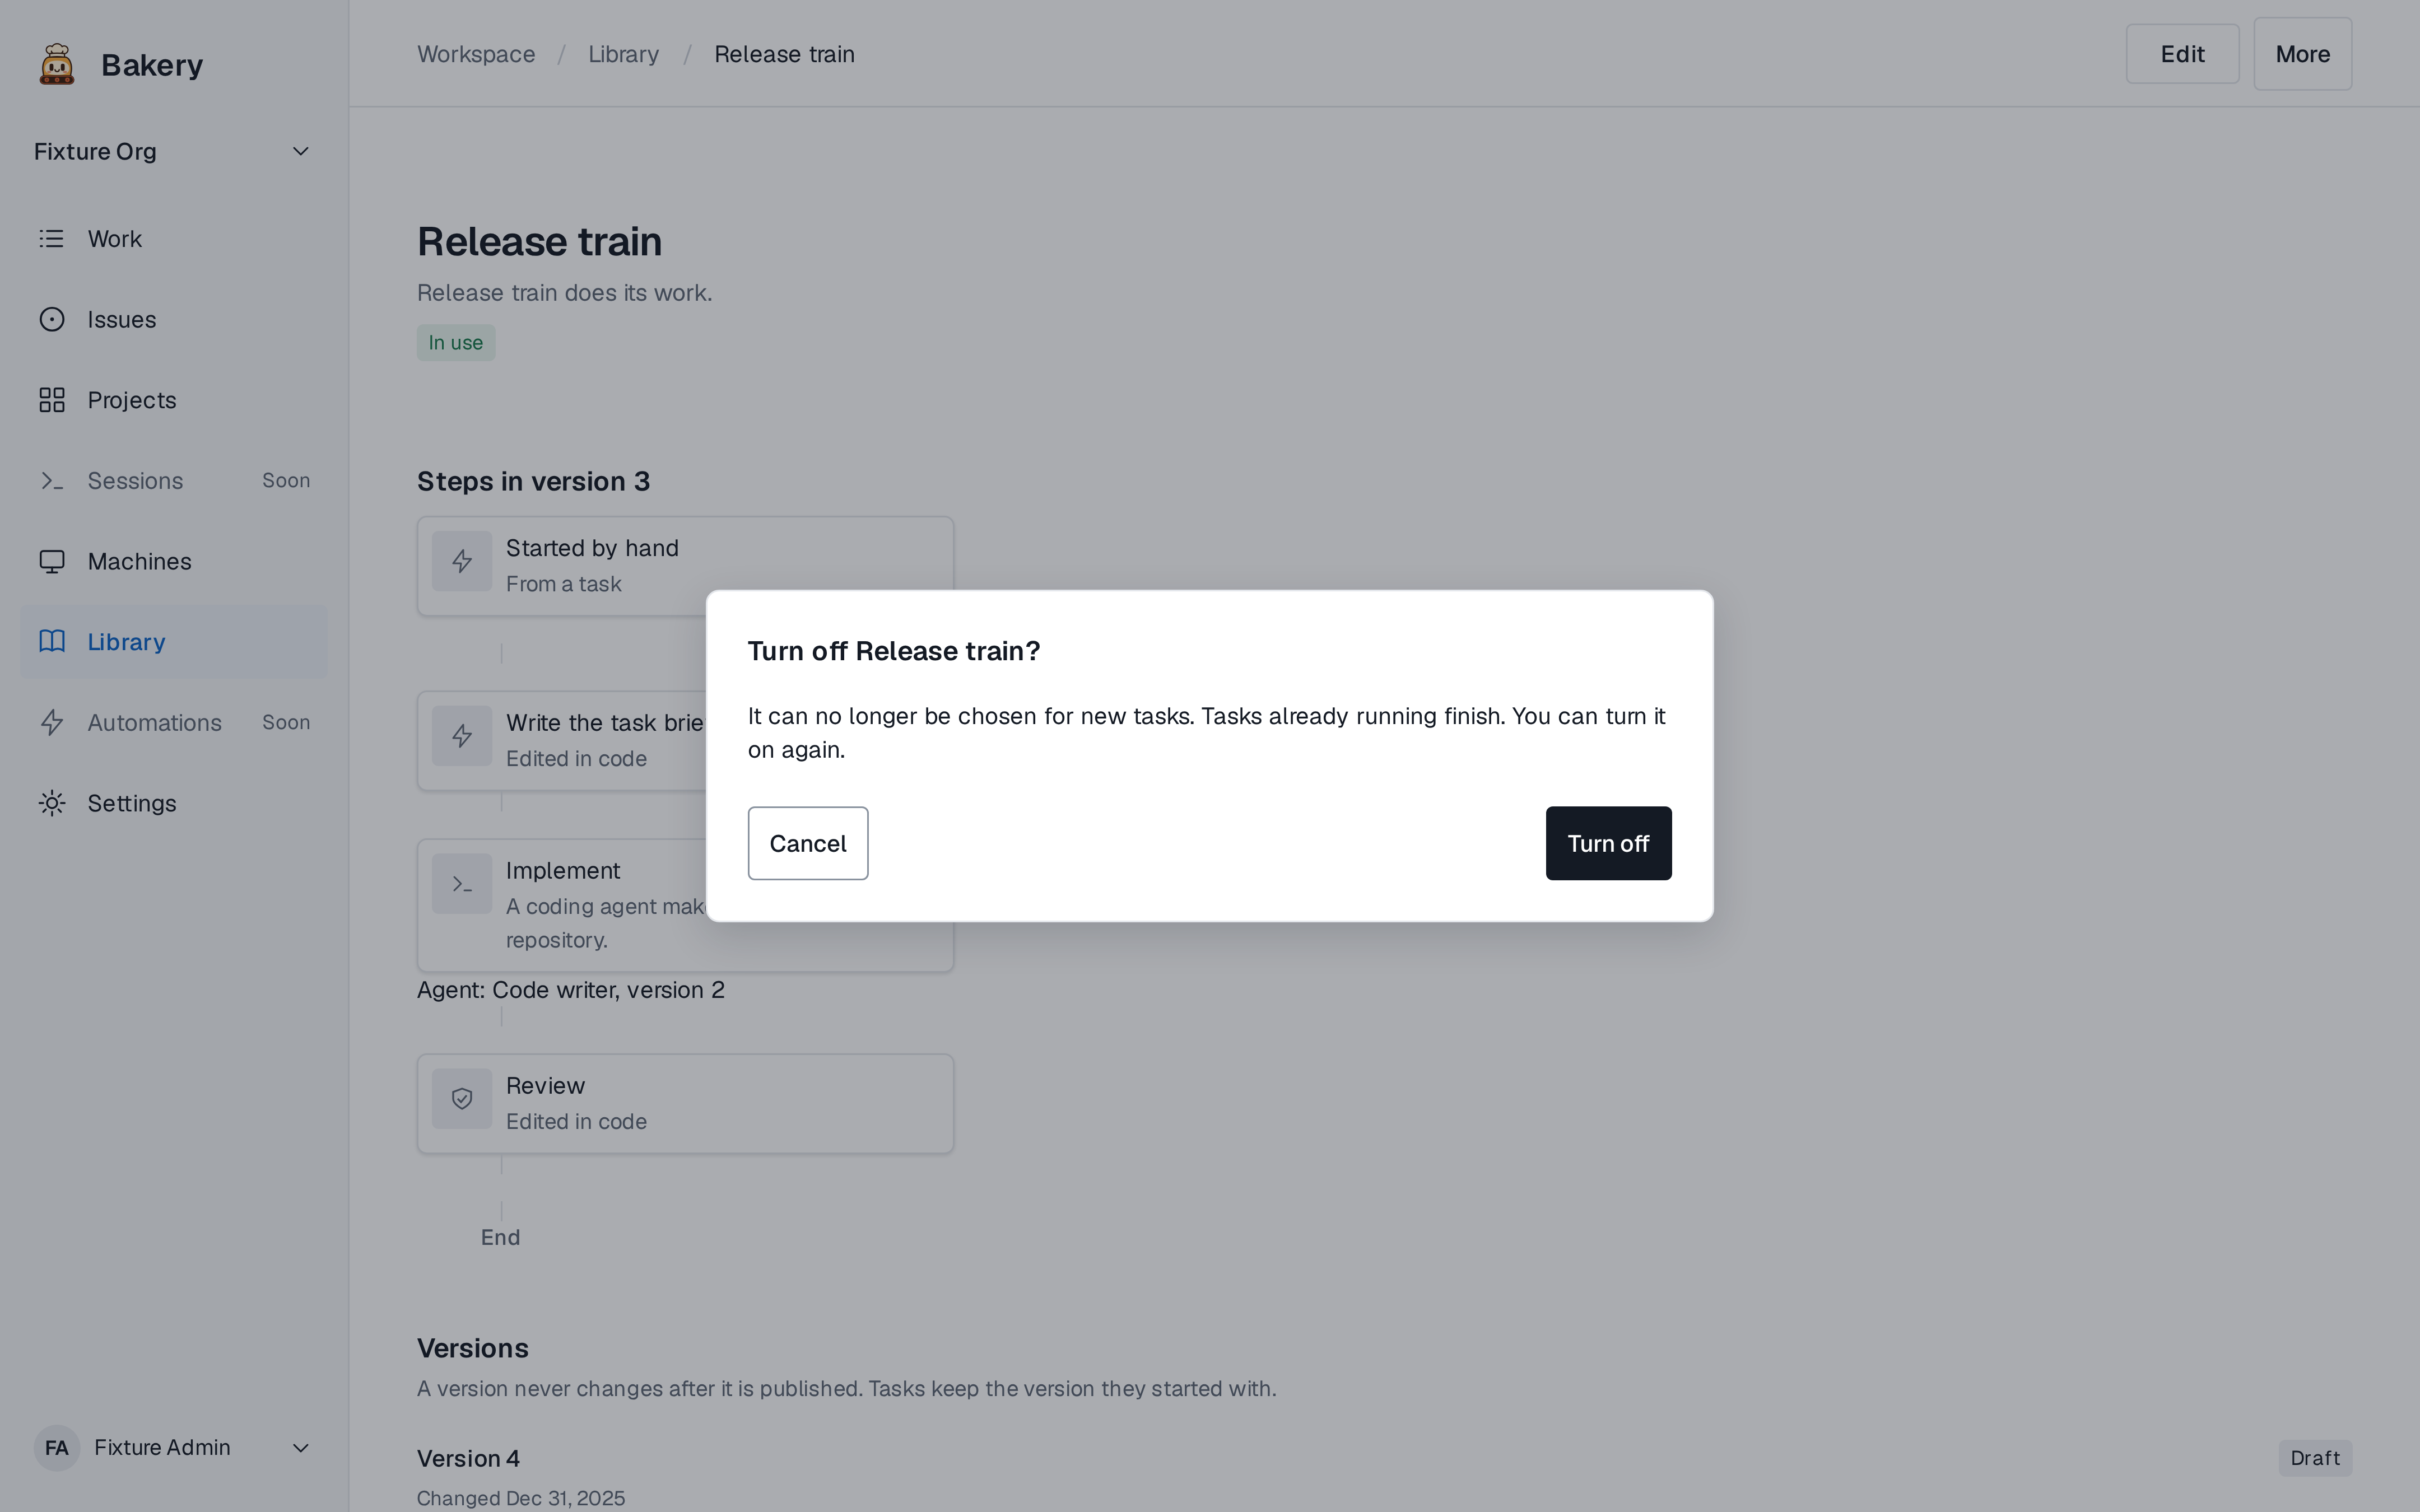 Bakery
Fixture Org
Work
Issues
Projects
Sessions Soon
Machines
Library
Automations Soon
Settings
FA Fixture Admin
Workspace / Library / Release train
Edit More
Release train
Release train does its work.
In use
Steps in version 3
Started by hand
From a task
Write the task brie
Edited in code
Implement
A coding agent mak
repository.
Agent: Code writer, version 2
Review
Edited in code
End
Versions
A version never changes after it is published. Tasks keep the version they started with.
Version 4 Draft
Changed Dec 31, 2025
Turn off Release train?
It can no longer be chosen for new tasks. Tasks already running finish. You can turn it
on again.
Cancel Turn off